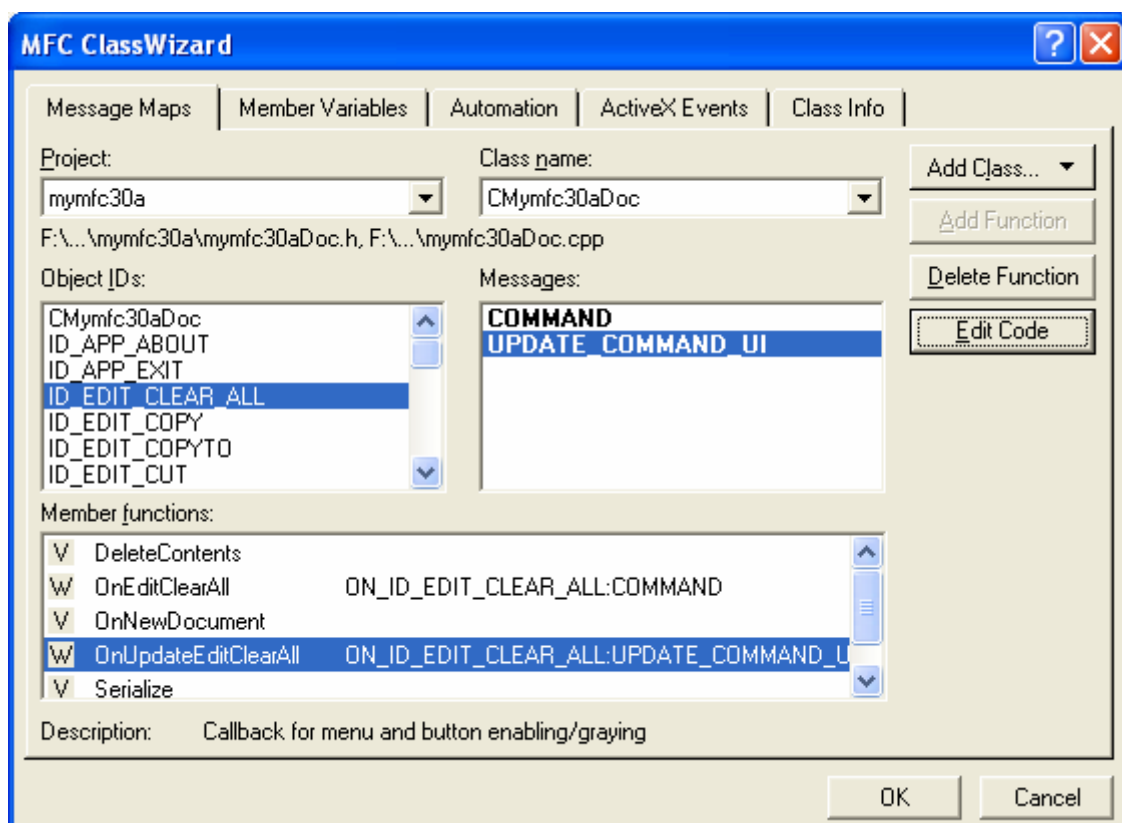 MFC ClassWizard
Message Maps Member Variables Automation ActiveX Events Class Info
Project: Class name:
Add Class...
mymfc30a CMymfc30aDoc
Add Function
F:\...\mymfc30a\mymfc30aDoc.h, F:\...\mymfc30aDoc.cpp
Object IDs: Messages:
Delete Function
CMymfc30aDoc COMMAND
ID_APP_ABOUT UPDATE_COMMAND_UI
Edit Code
ID_APP_EXIT
ID_EDIT_CLEAR_ALL
ID_EDIT_COPY
ID_EDIT_COPYTO
ID_EDIT_CUT
Member functions:
V DeleteContents
W OnEditClearAll ON_ID_EDIT_CLEAR_ALL:COMMAND
V OnNewDocument
W OnUpdateEditClearAll ON_ID_EDIT_CLEAR_ALL:UPDATE_COMMAND_U
V Serialize
Description: Callback for menu and button enabling/graying
OK Cancel